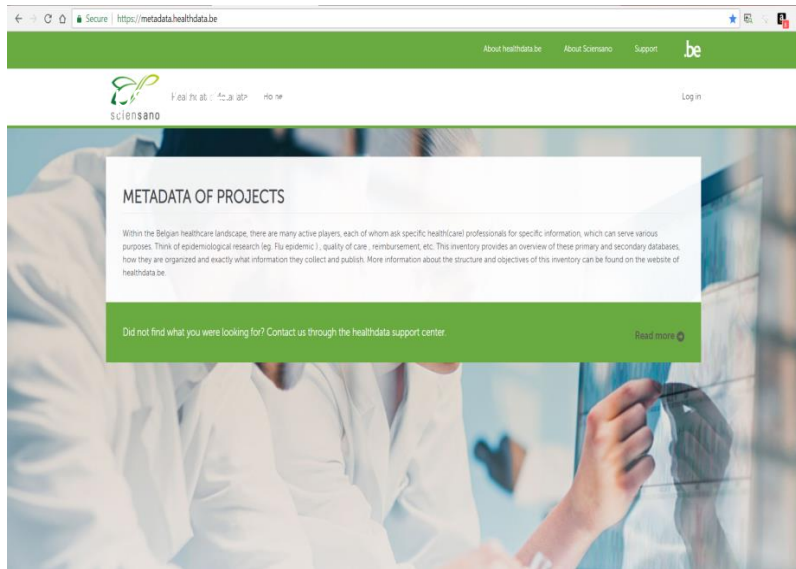 Secure | https://metadata.healthdata.be
About healthdata.be About Sciensano Support .be
sciensano
Home
Log in
METADATA OF PROJECTS
Within the Belgian healthcare landscape, there are many active players, each of whom ask specific health(care) professionals for specific information, which can serve various
purposes. Think of epidemiological research (eg. Flu epidemic ) , quality of care , reimbursement, etc. This inventory provides an overview of these primary and secondary databases,
how they are organized and exactly what information they collect and publish. More information about the structure and objectives of this inventory can be found on the website of
healthdata.be.
Did not find what you were looking for? Contact us through the healthdata support center.
Read more